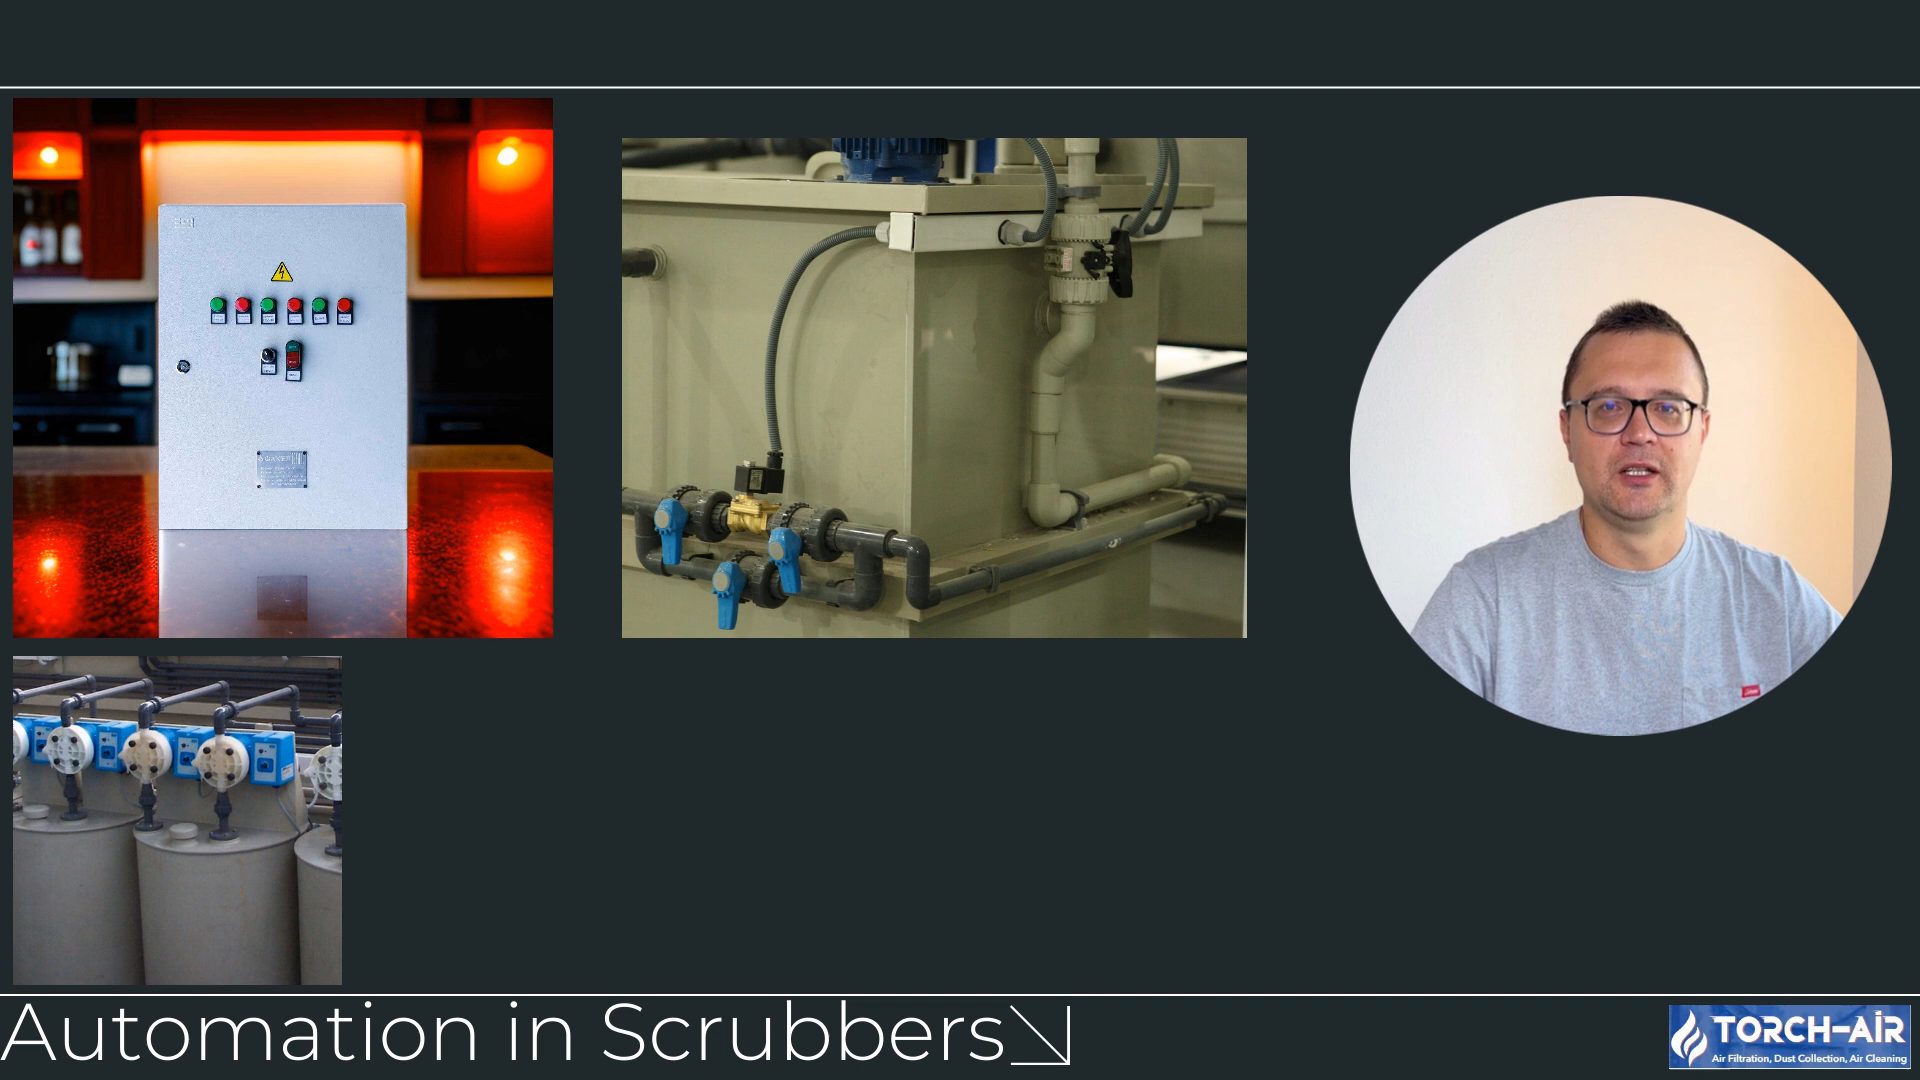 Automation in Scrubbers
TORCH-AiR
Air Filtration, Dust Collection, Air Cleaning